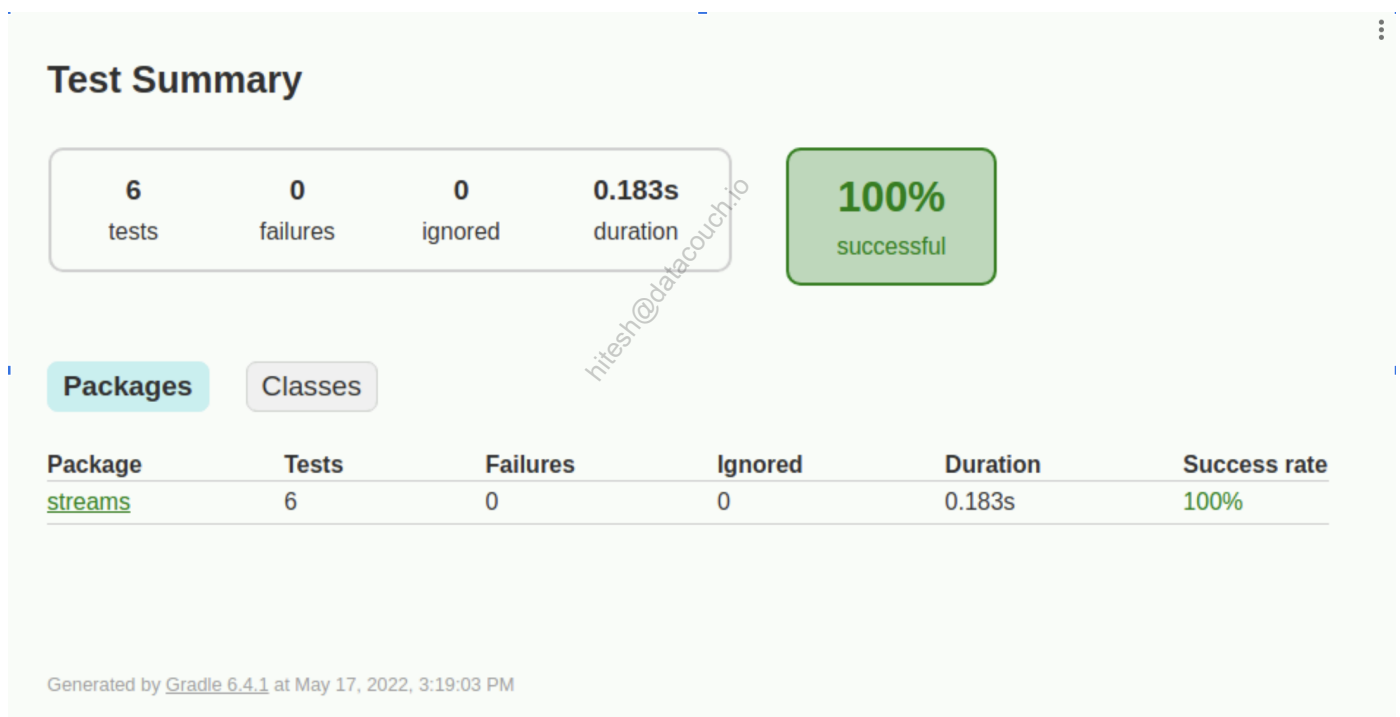 Test Summary
6 0 0 0.183s
tests failures ignored duration
100%
successful
hitesh@datacouch.io
Packages Classes
Package Tests Failures Ignored Duration Success rate
streams 6 0 0 0.183s 100%
Generated by Gradle 6.4.1 at May 17, 2022, 3:19:03 PM